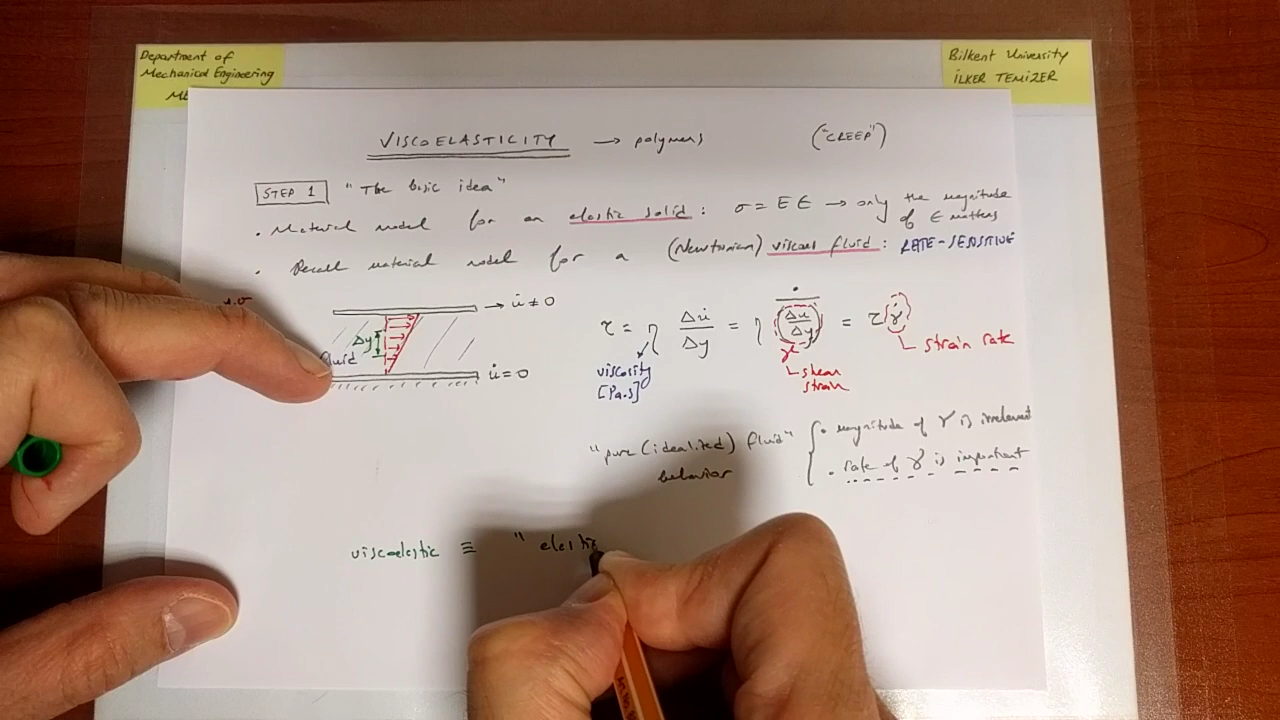 Department of
Mechanical Engineering
Bilkent University
İLKER TEMIZER
VISCOELASTICITY → polymers ("CREEP")
STEP 1 "The basic idea"
• Material model for an elastic solid : σ = E ϵ → only the magnitude
of ϵ matters
• Recall material model for a (Newtonian) viscous fluid : RATE-SENSITIVE
→ u̇ ≠ 0
Δy
fluid
u̇ = 0
τ = η Δu̇/Δy = η (Δu/Δy)˙ = τ γ̇
viscosity
[Pa.s]
γ
shear
strain
strain rate
"pure (idealized) fluid"
behavior
• magnitude of γ is irrelevant
• rate of γ is important
viscoelastic ≡ " elastic